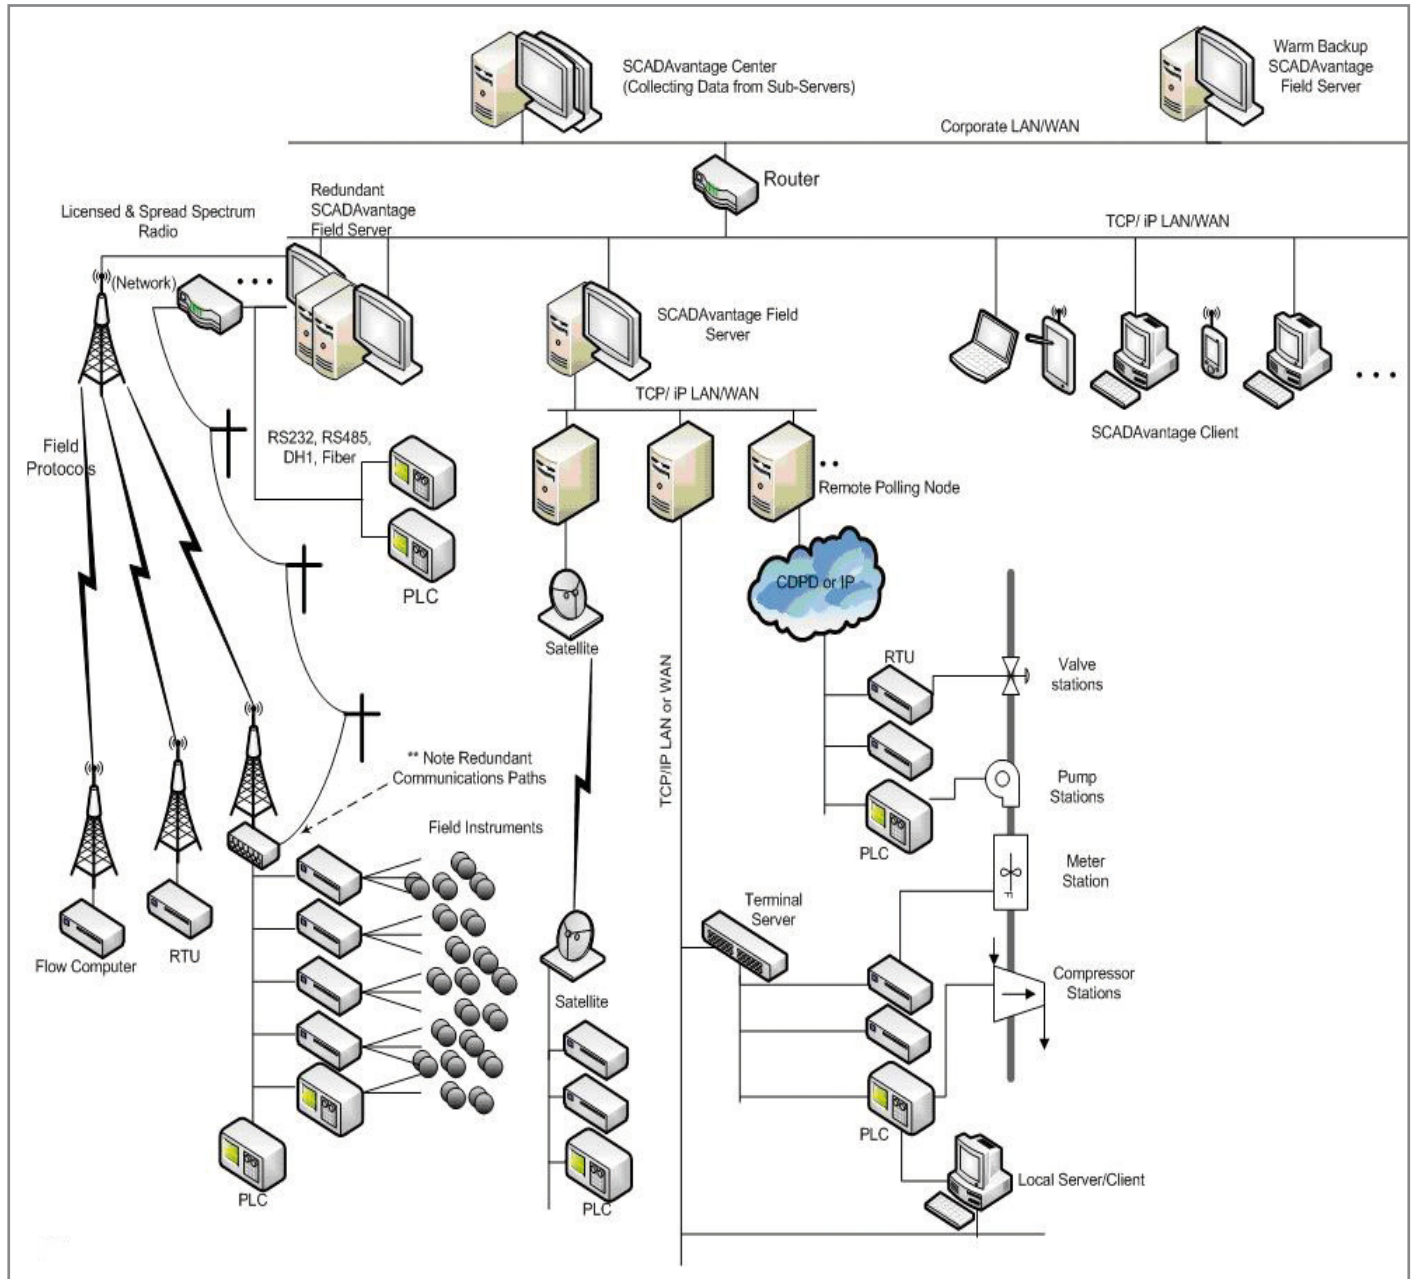 SCADAvantage Center
(Collecting Data from Sub-Servers)
Warm Backup
SCADAvantage
Field Server
Corporate LAN/WAN
Router
Redundant
SCADAvantage
Field Server
Licensed & Spread Spectrum
Radio
TCP/ iP LAN/WAN
(Network)
SCADAvantage Field
Server
TCP/ iP LAN/WAN
SCADAvantage Client
Field
Protocols
RS232, RS485,
DH1, Fiber
Remote Polling Node
PLC
CDPD or IP
Satellite
RTU
Valve
stations
TCP/IP LAN or WAN
** Note Redundant
Communications Paths
Pump
Stations
Field Instruments
PLC
Meter
Station
F
Terminal
Server
Flow Computer
RTU
Compressor
Stations
Satellite
PLC
PLC
PLC
Local Server/Client